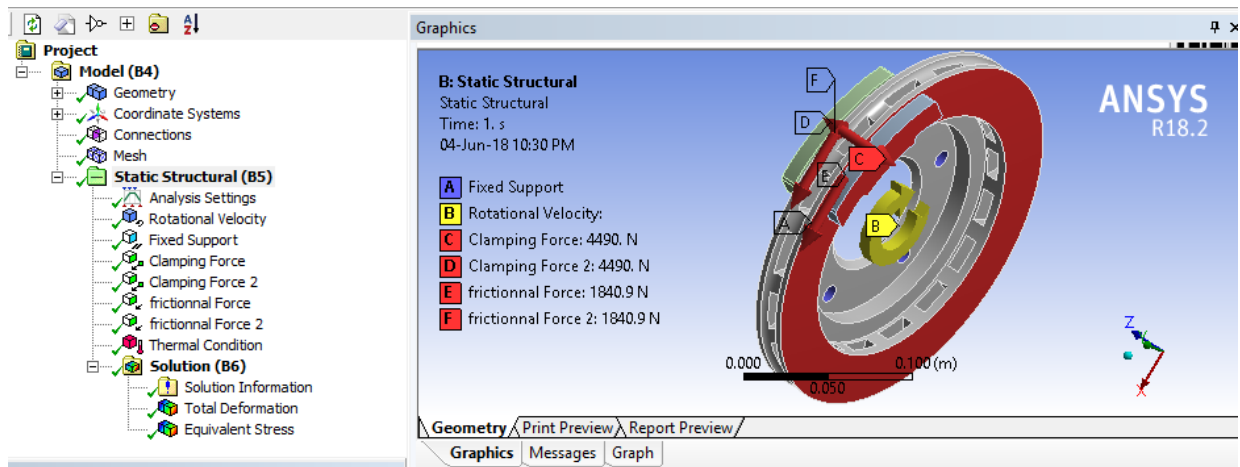 Project
Model (B4)
Geometry
Coordinate Systems
Connections
Mesh
Static Structural (B5)
Analysis Settings
Rotational Velocity
Fixed Support
Clamping Force
Clamping Force 2
frictionnal Force
frictionnal Force 2
Thermal Condition
Solution (B6)
Solution Information
Total Deformation
Equivalent Stress
Graphics
B: Static Structural
Static Structural
Time: 1. s
04-Jun-18 10:30 PM
A Fixed Support
B Rotational Velocity:
C Clamping Force: 4490. N
D Clamping Force 2: 4490. N
E frictionnal Force: 1840.9 N
F frictionnal Force 2: 1840.9 N
F
D
C
E
A
B
ANSYS
R18.2
Z
X
0.000
0.100 (m)
0.050
Geometry Print Preview Report Preview
Graphics Messages Graph